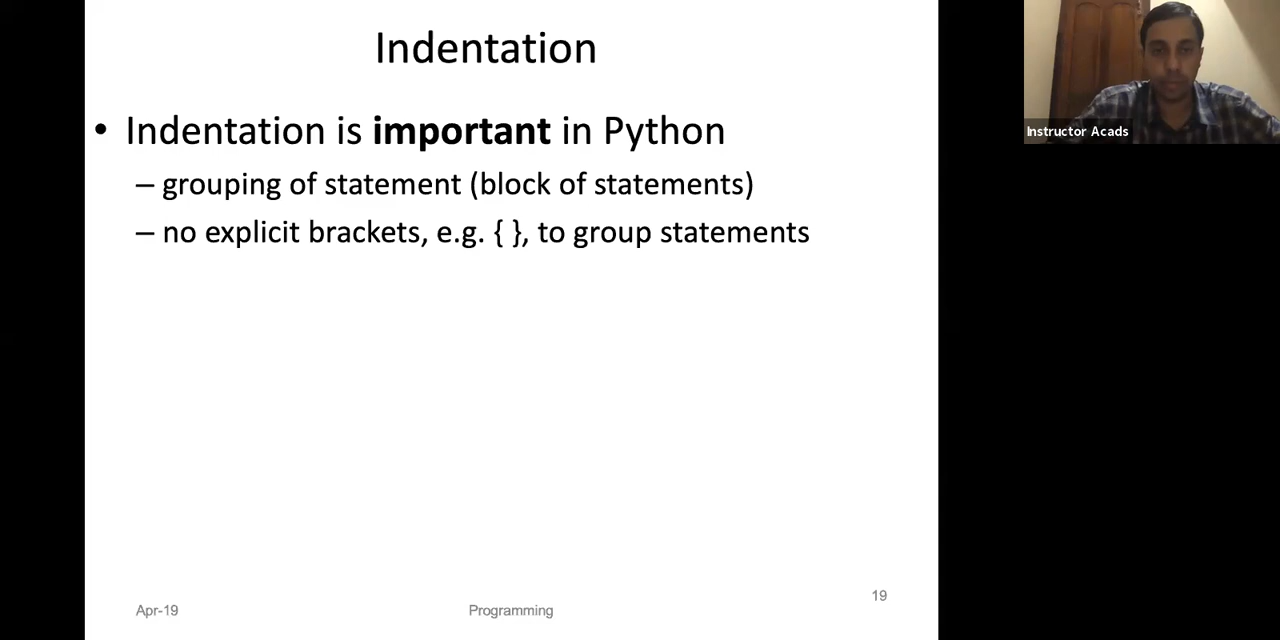 Indentation
• Indentation is important in Python
– grouping of statement (block of statements)
– no explicit brackets, e.g. { }, to group statements
Instructor Acads
Apr-19
Programming
19